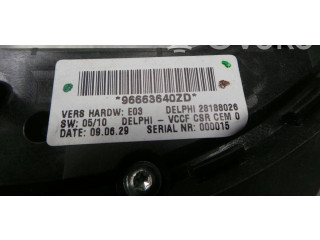 *96663640ZD*
VERS HARDW: E03 DELPHI 28188026
SW: 05/10 DELPHI - VCCF CSR CEM 0
DATE: 09.06.29 SERIAL NR: 000015